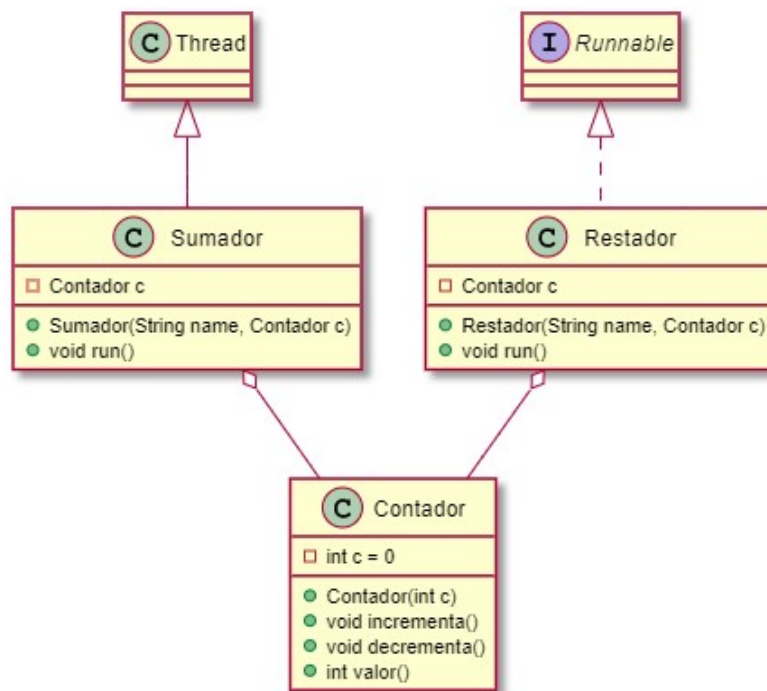 C Thread
I Runnable
C Sumador
Contador c
Sumador(String name, Contador c)
void run()
C Restador
Contador c
Restador(String name, Contador c)
void run()
C Contador
int c = 0
Contador(int c)
void incrementa()
void decrementa()
int valor()